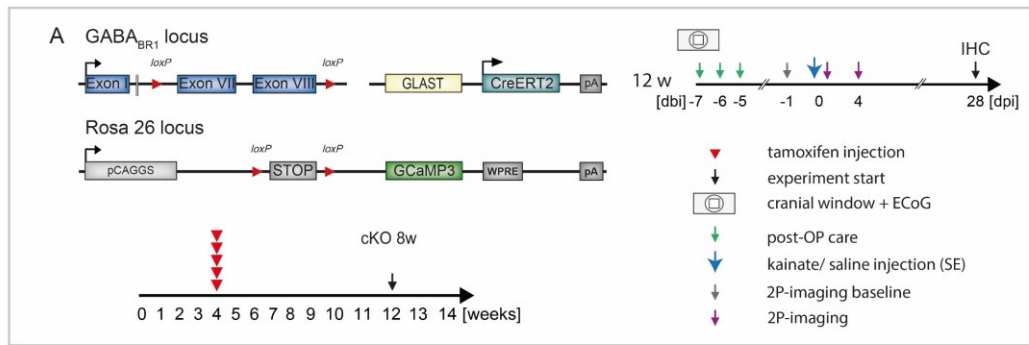 A
GABA_BR1 locus
loxP
loxP
Exon I
Exon VII
Exon VIII
GLAST
CreERT2
pA
Rosa 26 locus
loxP
loxP
pCAGGS
STOP
GCaMP3
WPRE
pA
cKO 8w
0 1 2 3 4 5 6 7 8 9 10 11 12 13 14 [weeks]
IHC
12 w
[dbi] -7 -6 -5 -1 0 4 28 [dpi]
tamoxifen injection
experiment start
cranial window + ECoG
post-OP care
kainate/ saline injection (SE)
2P-imaging baseline
2P-imaging